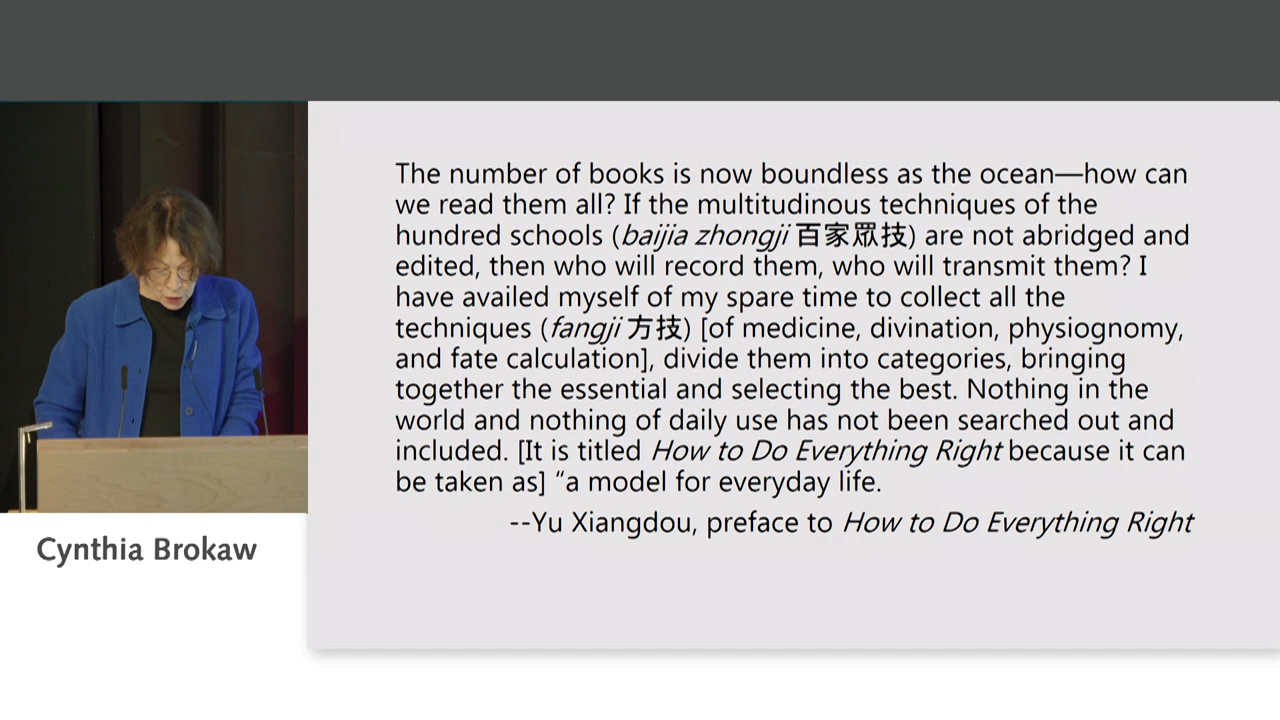 The number of books is now boundless as the ocean—how can
we read them all? If the multitudinous techniques of the
hundred schools (baijia zhongji 百家眾技) are not abridged and
edited, then who will record them, who will transmit them? I
have availed myself of my spare time to collect all the
techniques (fangji 方技) [of medicine, divination, physiognomy,
and fate calculation], divide them into categories, bringing
together the essential and selecting the best. Nothing in the
world and nothing of daily use has not been searched out and
included. [It is titled How to Do Everything Right because it can
be taken as] “a model for everyday life.
--Yu Xiangdou, preface to How to Do Everything Right
Cynthia Brokaw